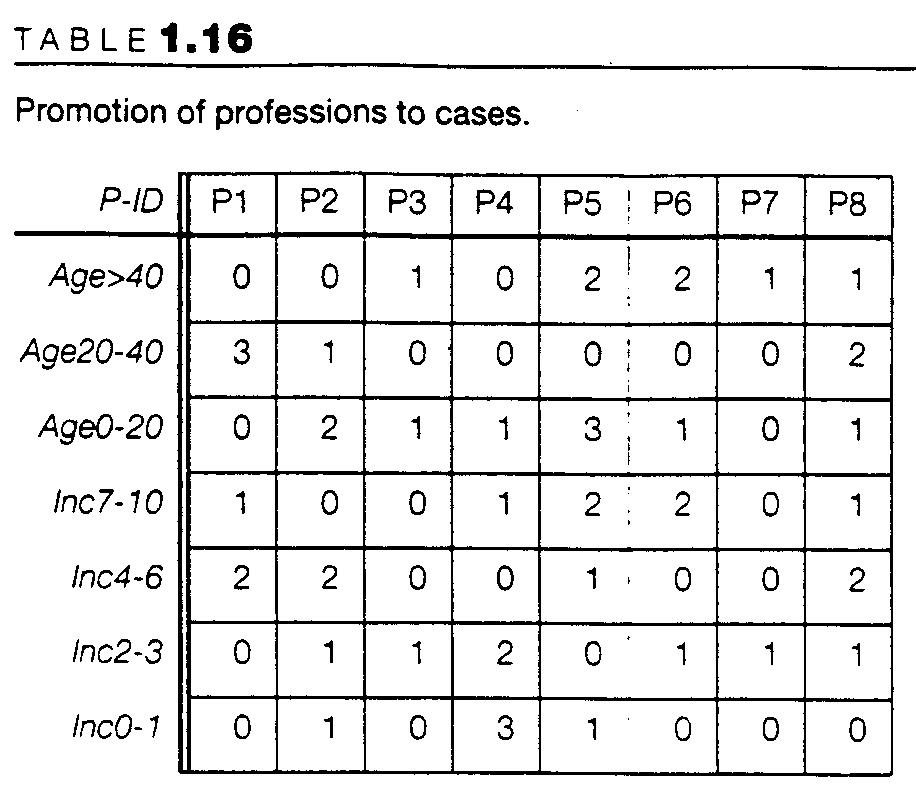 TABLE 1.16
Promotion of professions to cases.
P-ID P1 P2 P3 P4 P5 P6 P7 P8
Age>40 0 0 1 0 2 2 1 1
Age20-40 3 1 0 0 0 0 0 2
Age0-20 0 2 1 1 3 1 0 1
Inc7-10 1 0 0 1 2 2 0 1
Inc4-6 2 2 0 0 1 0 0 2
Inc2-3 0 1 1 2 0 1 1 1
Inc0-1 0 1 0 3 1 0 0 0